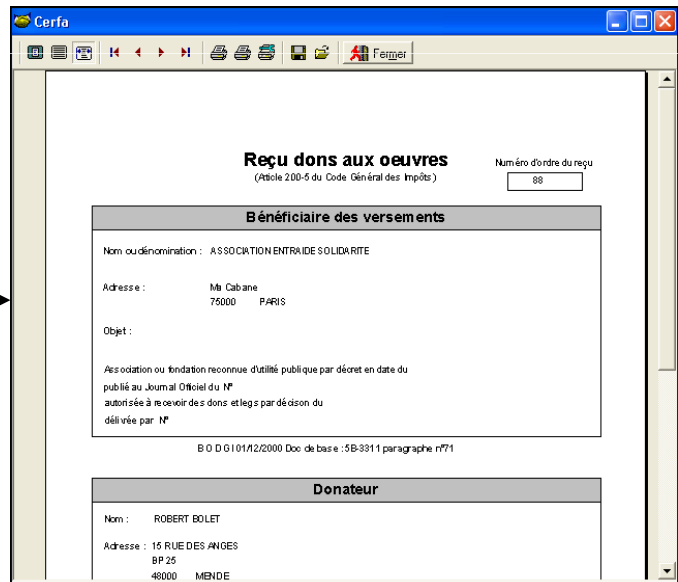 Cerfa
Fermer
Reçu dons aux oeuvres
(Article 200-5 du Code Général des Impôts)
Numéro d'ordre du reçu
88
Bénéficiaire des versements
Nom ou dénomination : ASSOCIATION ENTRAIDE SOLIDARITE
Adresse : Ma Cabane
75000 PARIS
Objet :
Association ou fondation reconnue d'utilité publique par décret en date du
publié au Journal Officiel du N°
autorisée à recevoir des dons et legs par décison du
délivrée par N°
B O D G I 01/12/2000 Doc de base : 5B-3311 paragraphe n°71
Donateur
Nom : ROBERT BOLET
Adresse : 15 RUE DES ANGES
BP 25
48000 MENDE